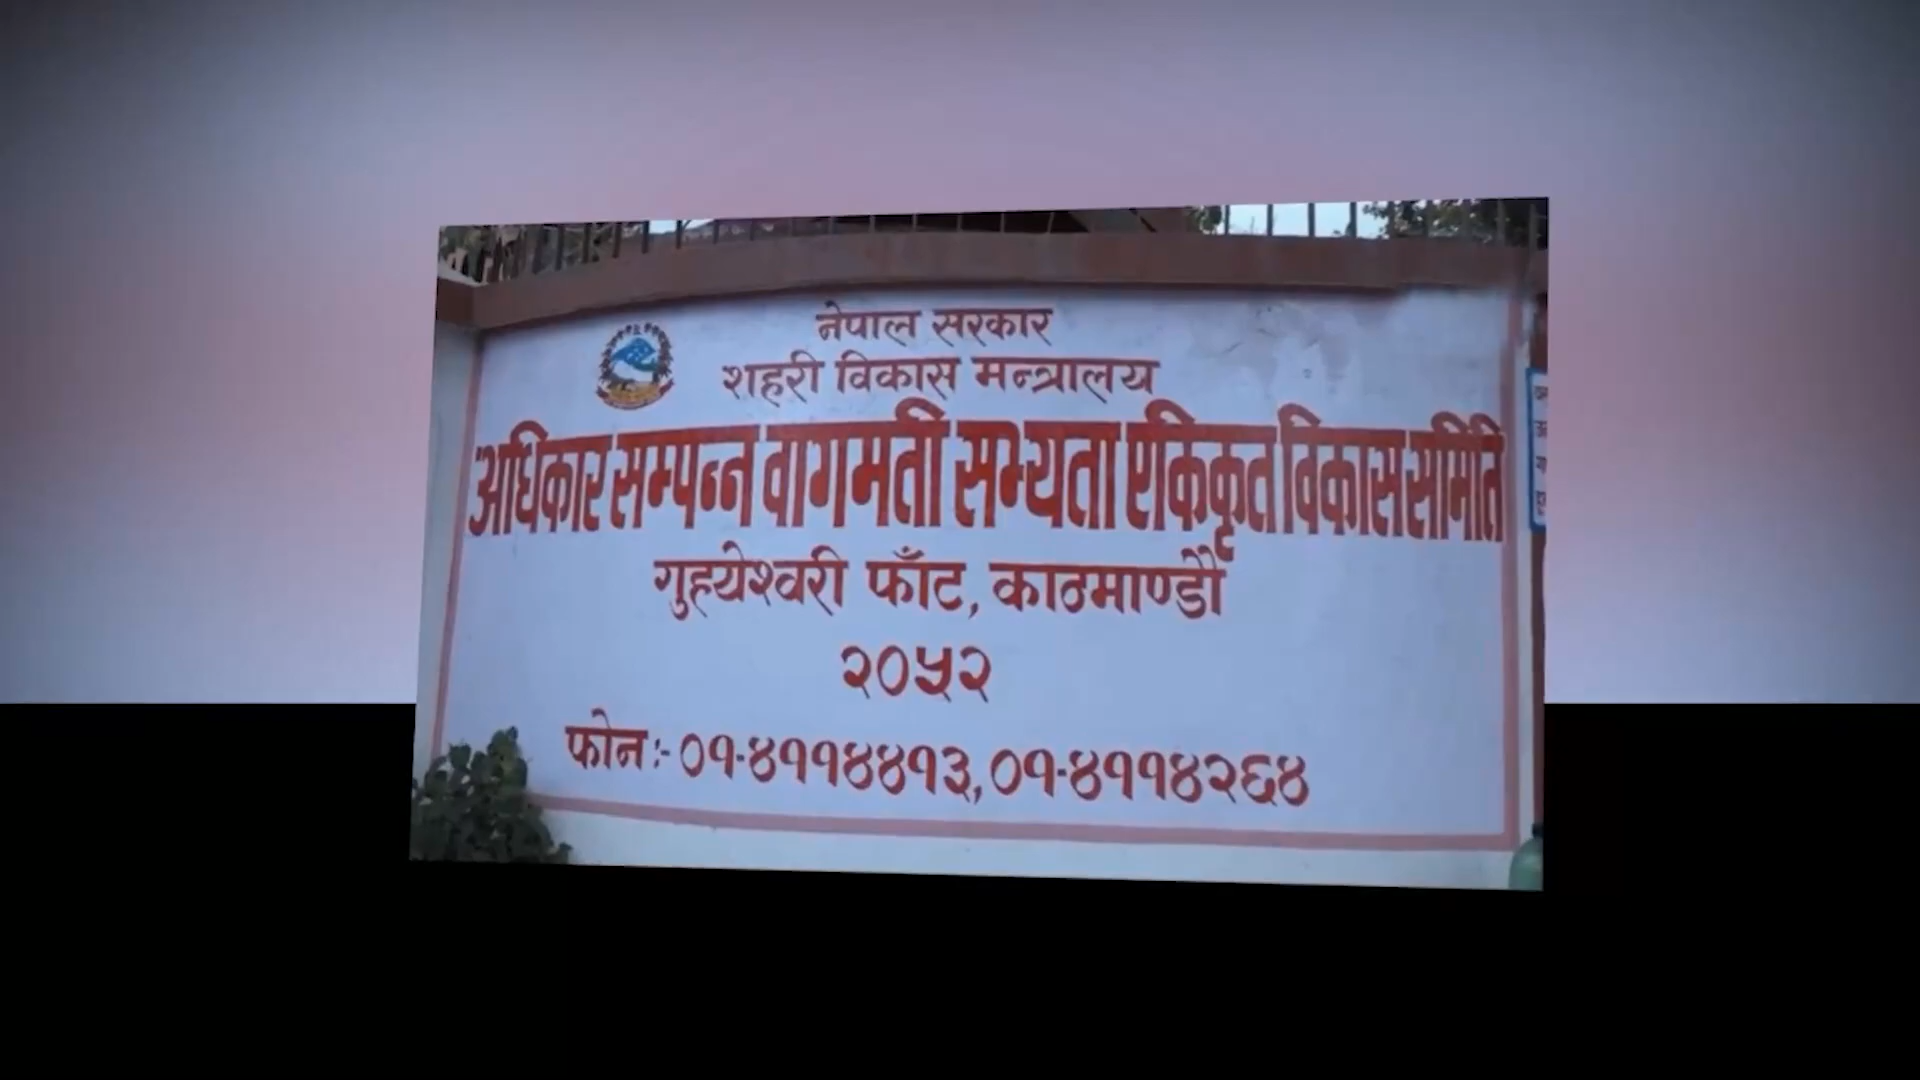 नेपाल सरकार
शहरी विकास मन्त्रालय
अधिकार सम्पन्न वागमती सभ्यता एकिकृत विकास समिति
गुहयेश्वरी फाँट, काठमाण्डौ
२०५२
फोनः- ०१-४११४४१३, ०१-४११४२६४